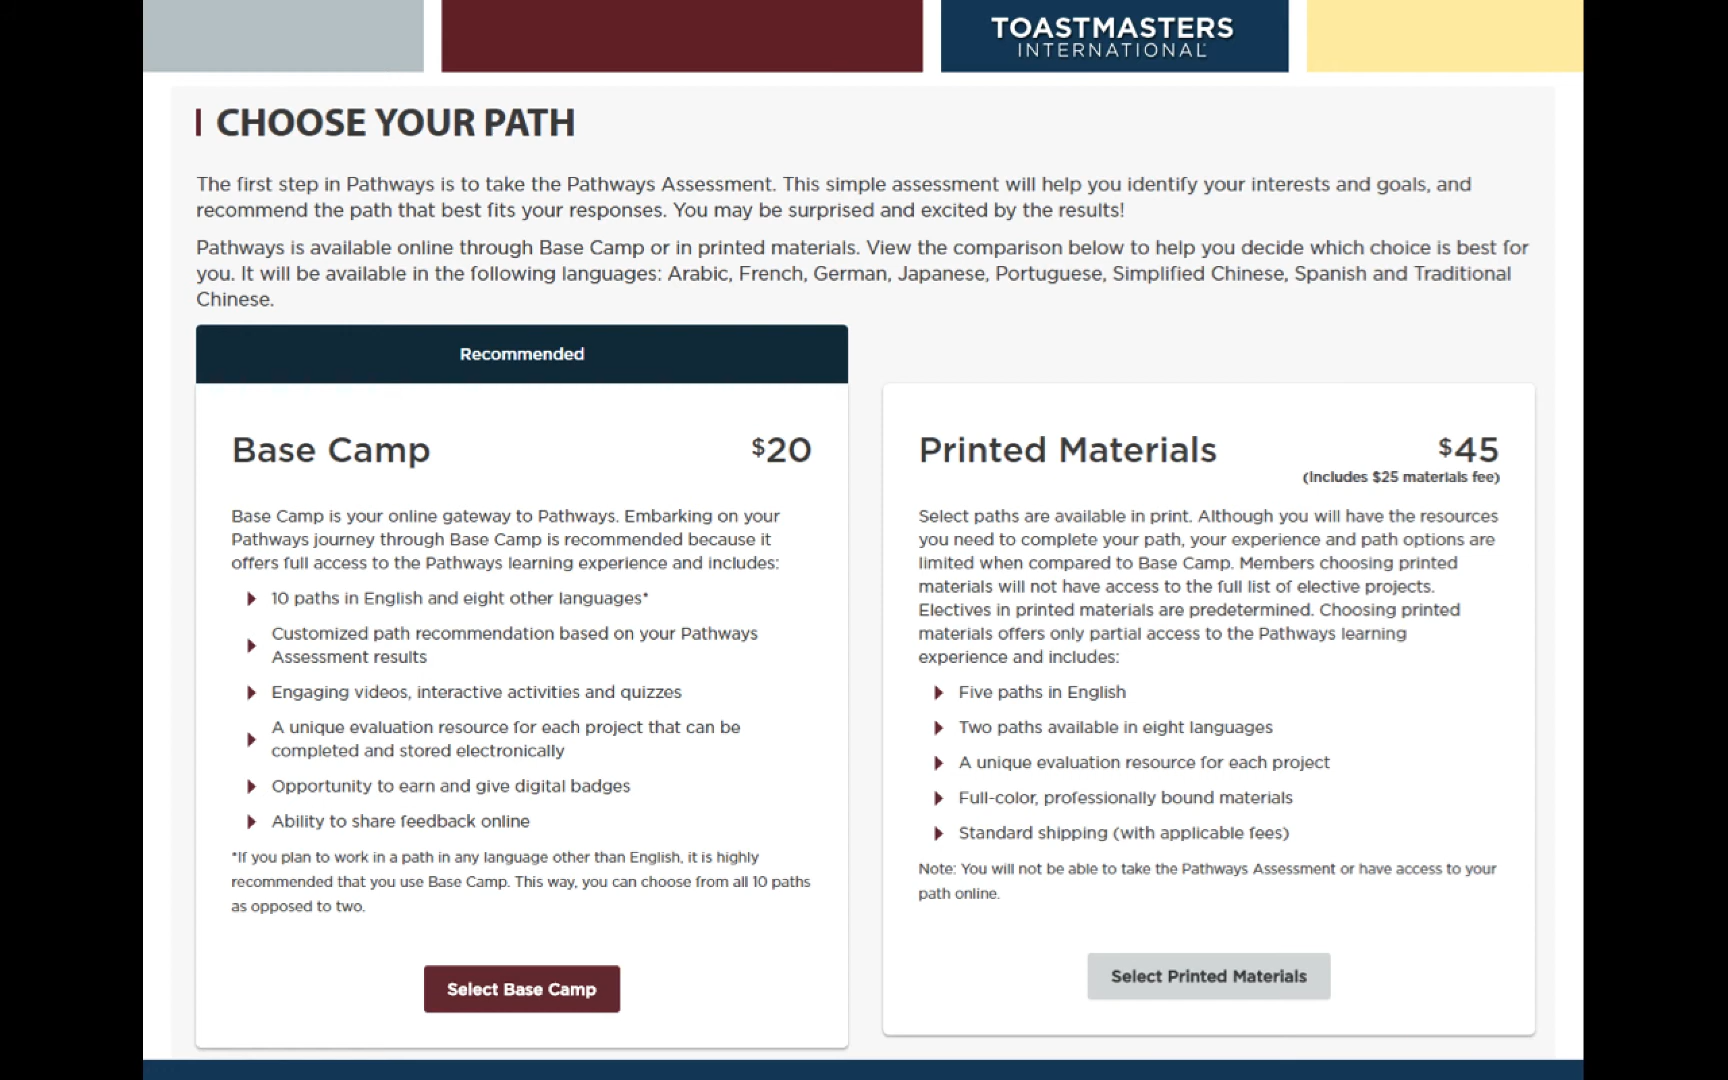 TOASTMASTERS
INTERNATIONAL
CHOOSE YOUR PATH
The first step in Pathways is to take the Pathways Assessment. This simple assessment will help you identify your interests and goals, and
recommend the path that best fits your responses. You may be surprised and excited by the results!
Pathways is available online through Base Camp or in printed materials. View the comparison below to help you decide which choice is best for
you. It will be available in the following languages: Arabic, French, German, Japanese, Portuguese, Simplified Chinese, Spanish and Traditional
Chinese.
Recommended
Base Camp $20
Base Camp is your online gateway to Pathways. Embarking on your
Pathways journey through Base Camp is recommended because it
offers full access to the Pathways learning experience and includes:
10 paths in English and eight other languages*
Customized path recommendation based on your Pathways
Assessment results
Engaging videos, interactive activities and quizzes
A unique evaluation resource for each project that can be
completed and stored electronically
Opportunity to earn and give digital badges
Ability to share feedback online
*If you plan to work in a path in any language other than English, it is highly
recommended that you use Base Camp. This way, you can choose from all 10 paths
as opposed to two.
Select Base Camp
Printed Materials $45
(Includes $25 materials fee)
Select paths are available in print. Although you will have the resources
you need to complete your path, your experience and path options are
limited when compared to Base Camp. Members choosing printed
materials will not have access to the full list of elective projects.
Electives in printed materials are predetermined. Choosing printed
materials offers only partial access to the Pathways learning
experience and includes:
Five paths in English
Two paths available in eight languages
A unique evaluation resource for each project
Full-color, professionally bound materials
Standard shipping (with applicable fees)
Note: You will not be able to take the Pathways Assessment or have access to your
path online.
Select Printed Materials